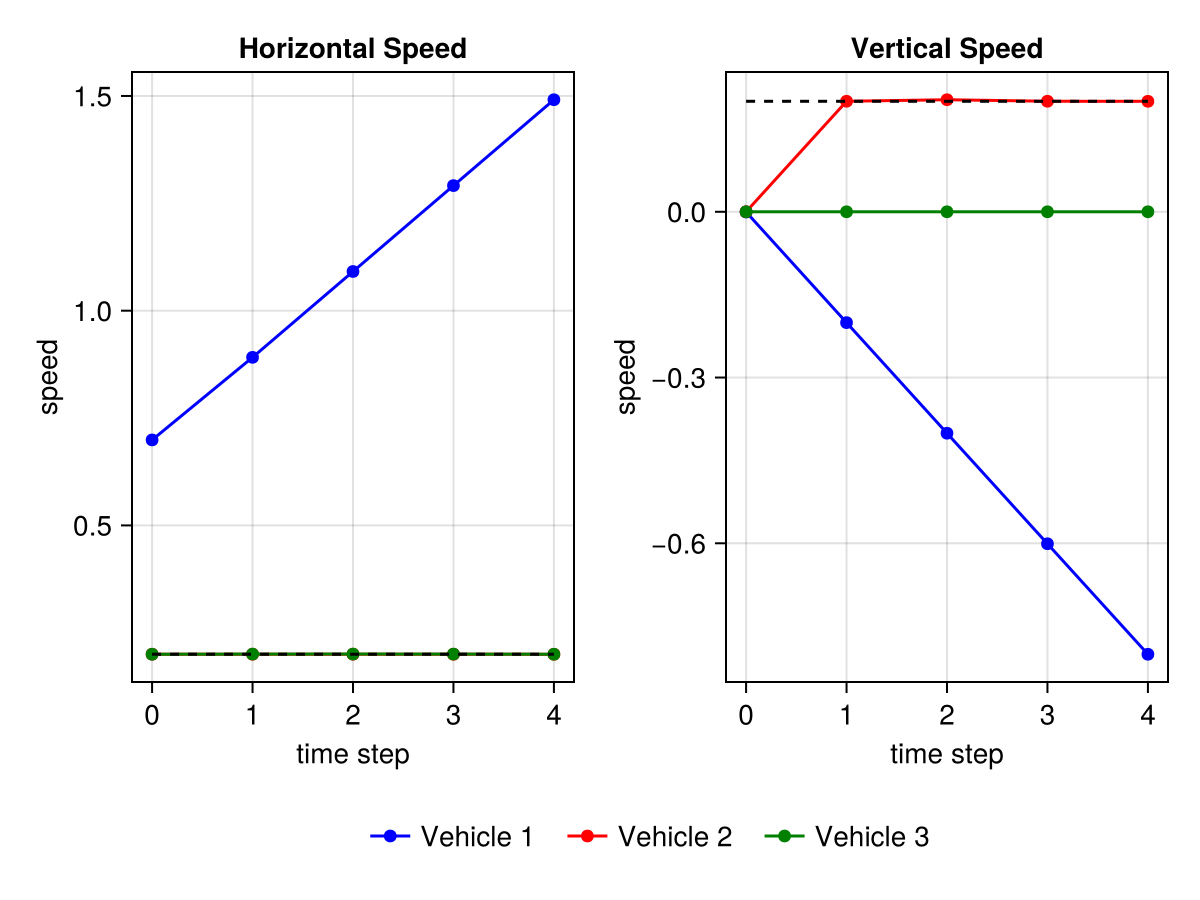 Horizontal Speed
1.5
1.0
0.5
speed
0 1 2 3 4
time step
Vertical Speed
0.0
−0.3
−0.6
speed
0 1 2 3 4
time step
Vehicle 1 Vehicle 2 Vehicle 3